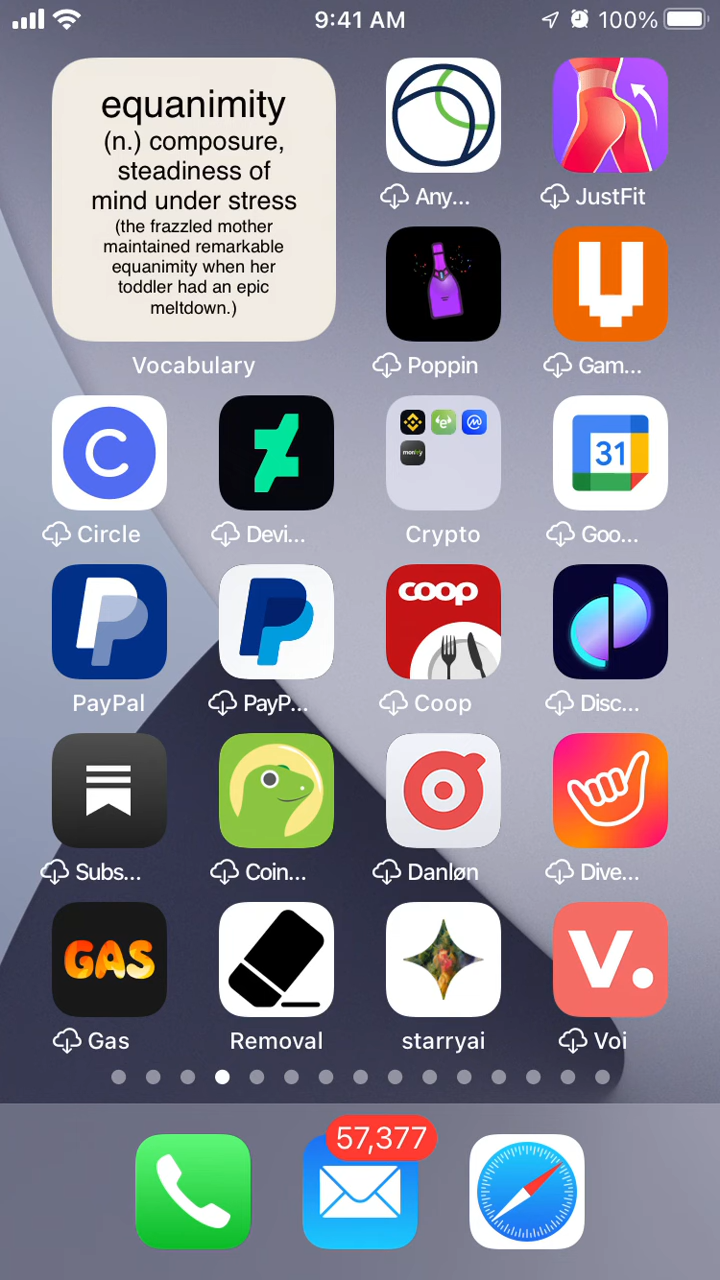 9:41 AM
100%
equanimity
(n.) composure,
steadiness of
mind under stress
(the frazzled mother
maintained remarkable
equanimity when her
toddler had an epic
meltdown.)
Vocabulary
Any...
JustFit
Poppin
Gam...
Circle
Devi...
monkly
Crypto
31
Goo...
PayPal
PayP...
coop
Coop
Disc...
Subs...
Coin...
Danløn
Dive...
GAS
Gas
Removal
starryai
V.
Voi
57,377